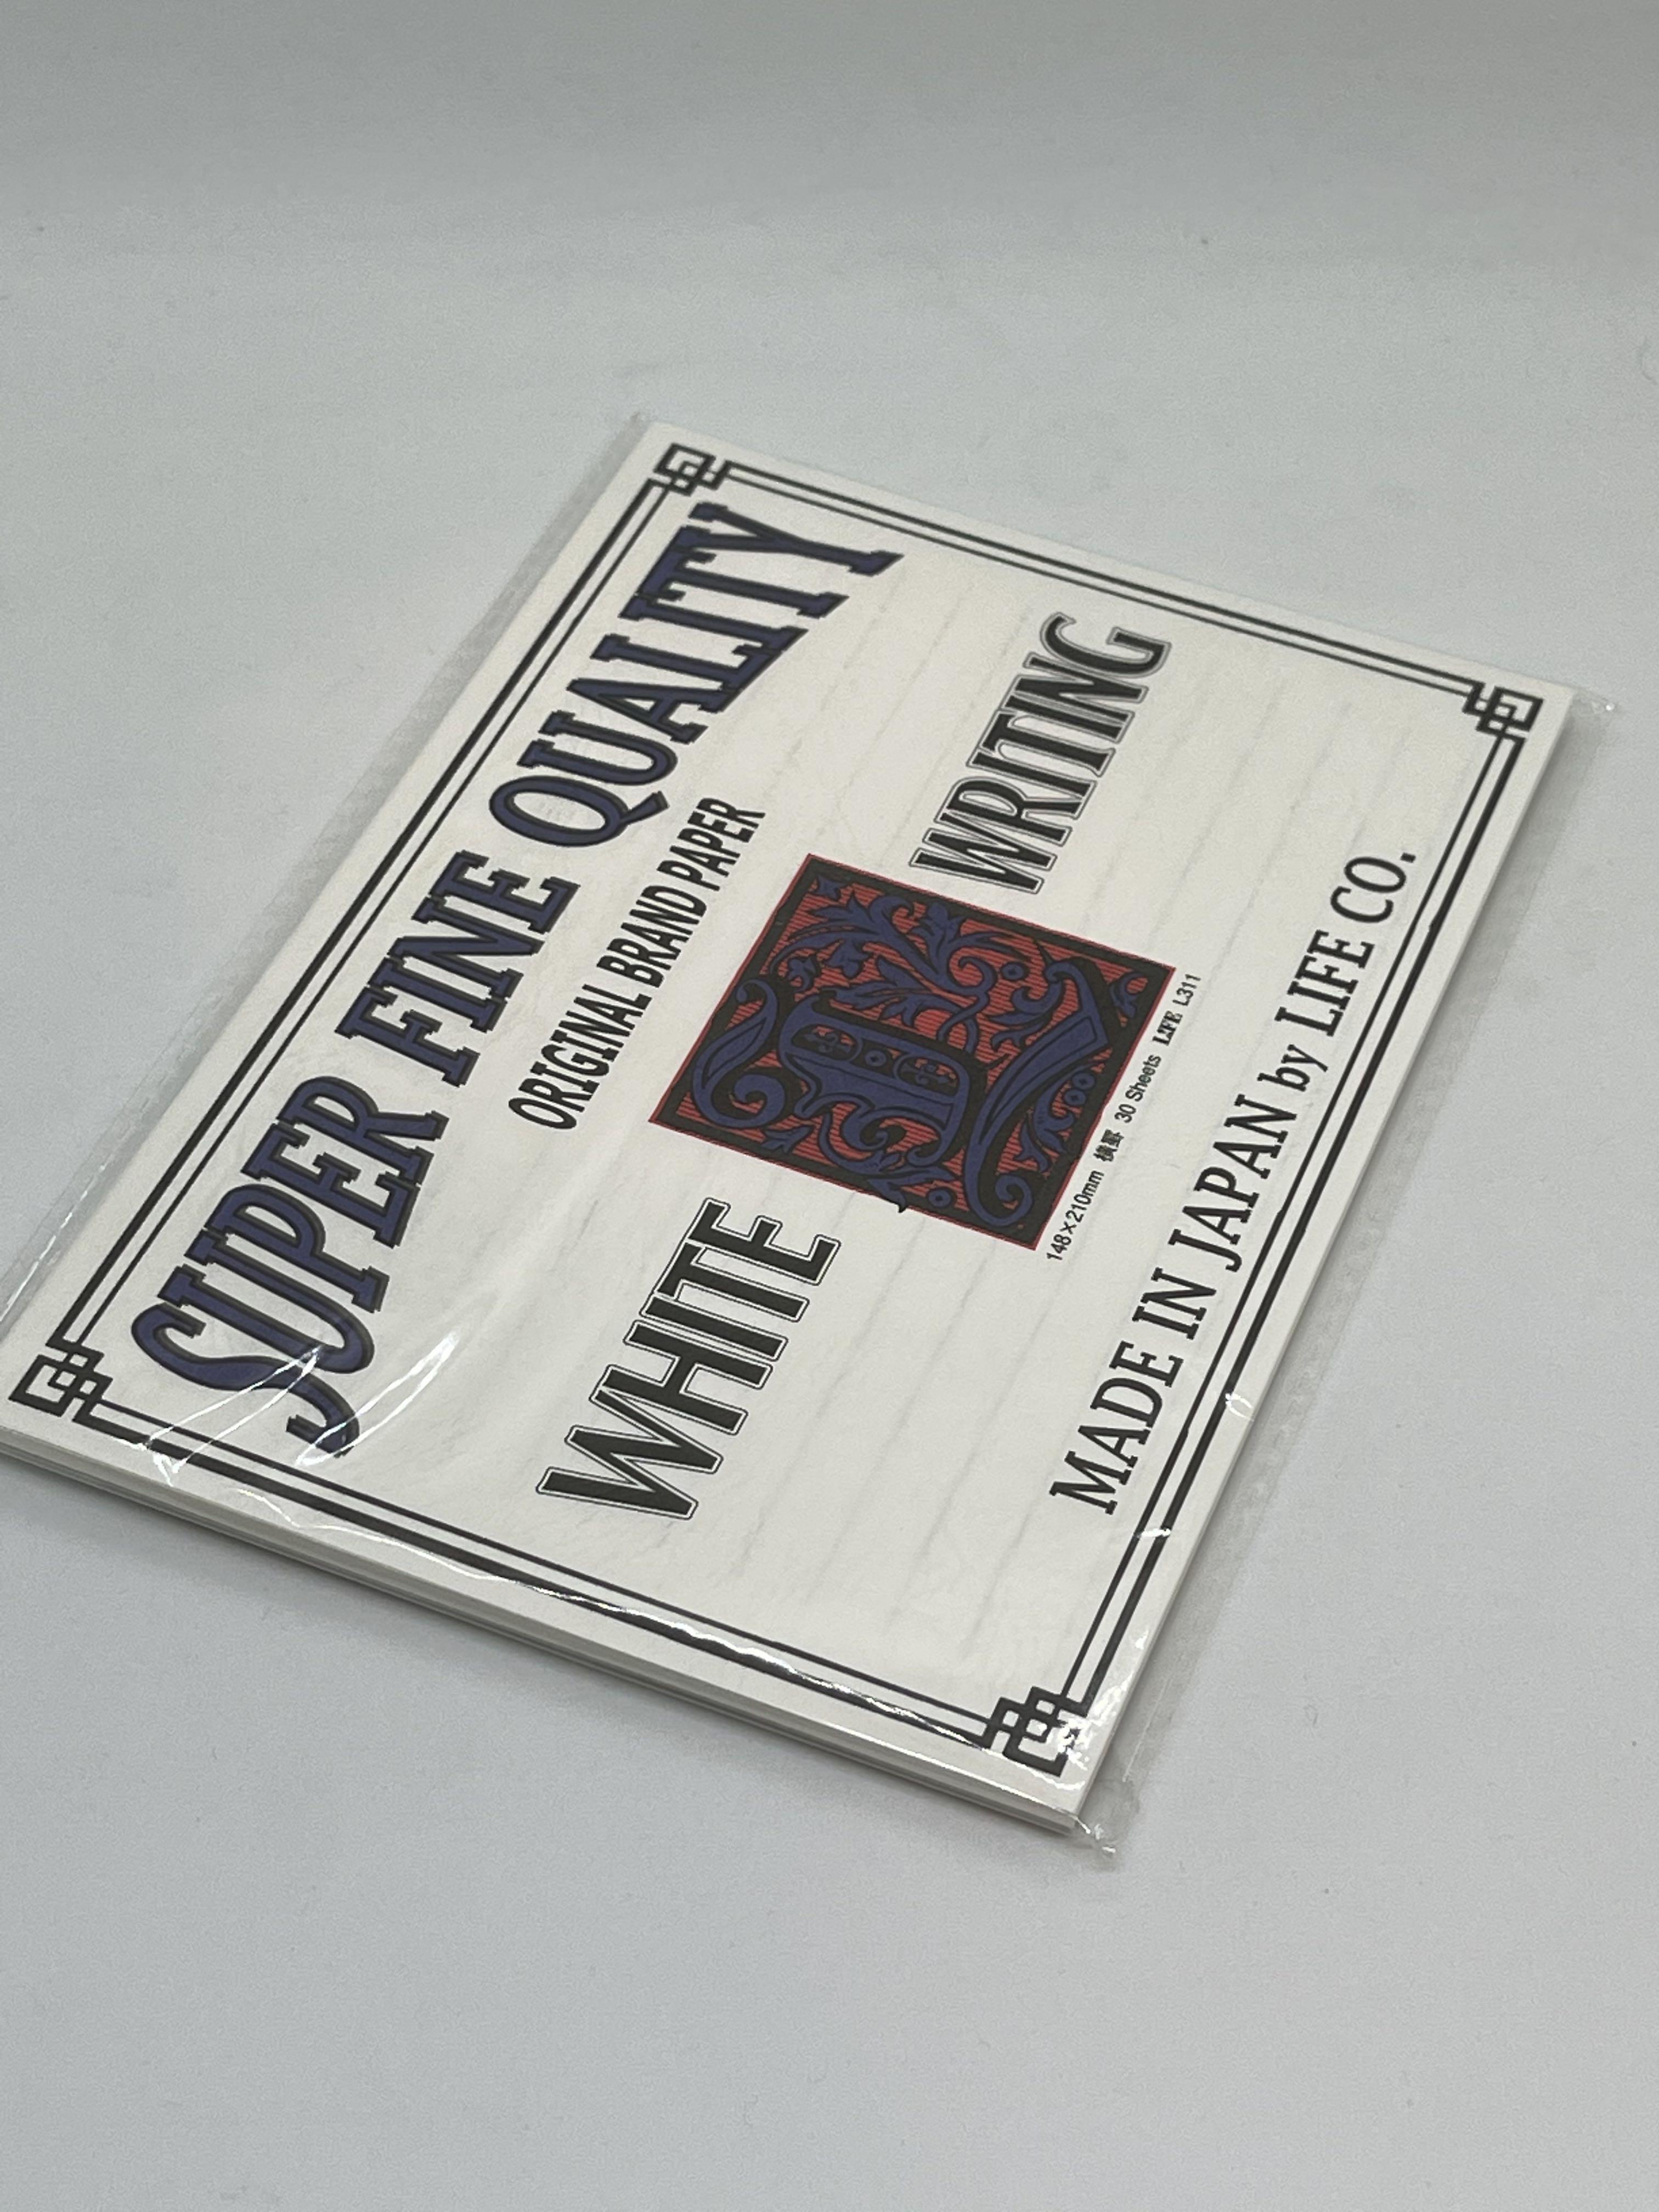 SUPER FINE QUALITY
ORIGINAL BRAND PAPER
WHITE L WRITING
148×210mm 横罫 30 Sheets LIFE L311
MADE IN JAPAN by LIFE CO.